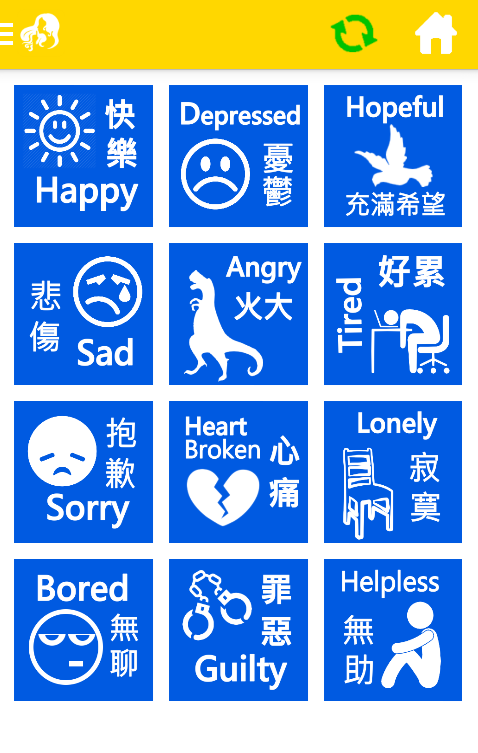 快
樂
Happy
Depressed
憂
鬱
Hopeful
充滿希望
悲
傷
Sad
Angry
火大
好累
Tired
抱
歉
Sorry
Heart
Broken
心
痛
Lonely
寂
寞
Bored
無
聊
罪
惡
Guilty
Helpless
無
助